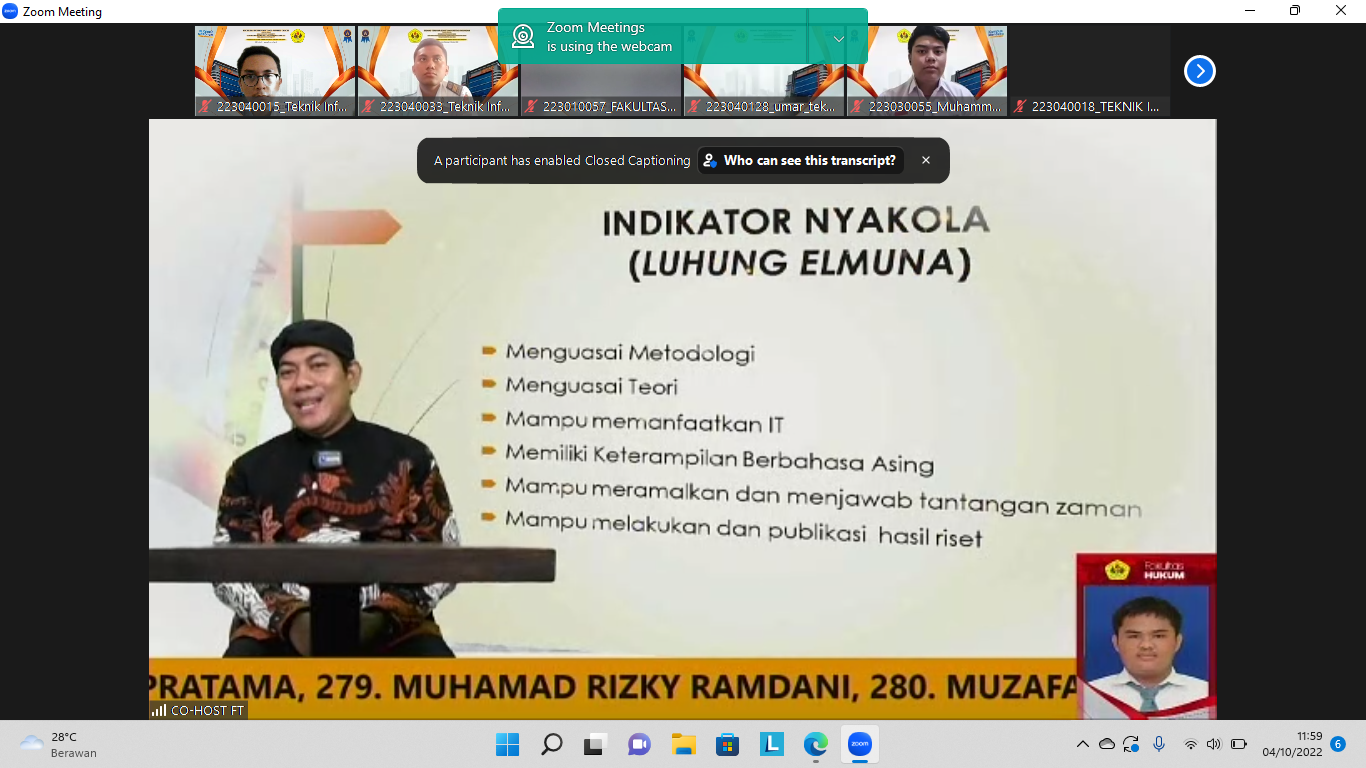 Zoom Meeting
Zoom Meetings
is using the webcam
223040015_Teknik Inf...
223040033_Teknik Inf...
223010057_FAKULTAS...
223040128_umar_tek...
223030055_Muhamm...
223040018_TEKNIK I...
A participant has enabled Closed Captioning
Who can see this transcript?
INDIKATOR NYAKOLA
(LUHUNG ELMUNA)
Menguasai Metodologi
Menguasai Teori
Mampu memanfaatkan IT
Memiliki Keterampilan Berbahasa Asing
Mampu meramalkan dan menjawab tantangan zaman
Mampu melakukan dan publikasi hasil riset
Fakultas
HUKUM
PRATAMA, 279. MUHAMAD RIZKY RAMDANI, 280. MUZAFA
CO-HOST FT
28°C
Berawan
zoom
11:59
04/10/2022
6